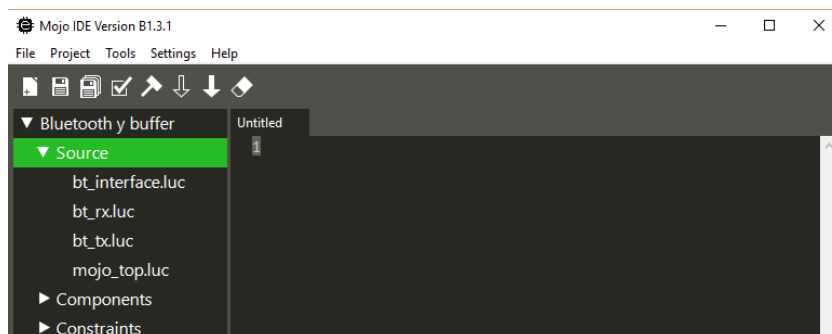 Mojo IDE Version B1.3.1
File Project Tools Settings Help
Bluetooth y buffer
Untitled
Source
1
bt_interface.luc
bt_rx.luc
bt_tx.luc
mojo_top.luc
Components
Constraints